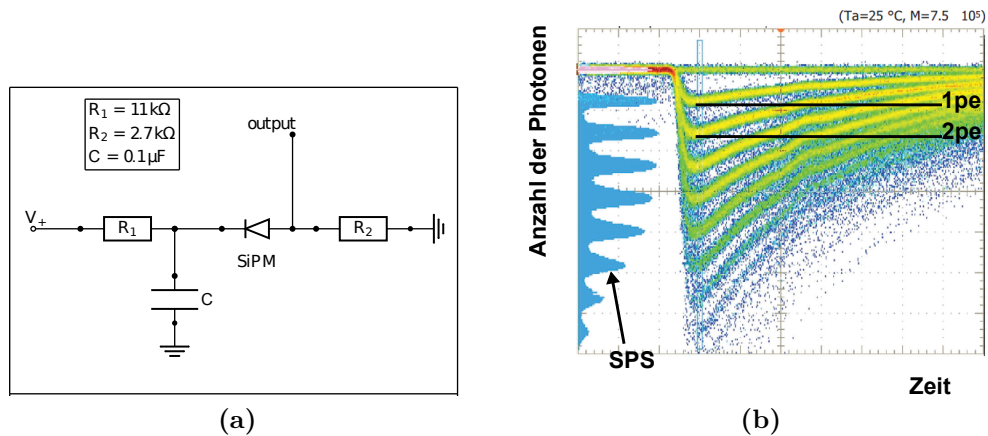 R1 = 11kΩ
R2 = 2.7kΩ
C = 0.1µF
output
V+
R1
R2
SiPM
C
(a)
(Ta=25 °C, M=7.5 10⁵)
Anzahl der Photonen
1pe
2pe
SPS
Zeit
(b)